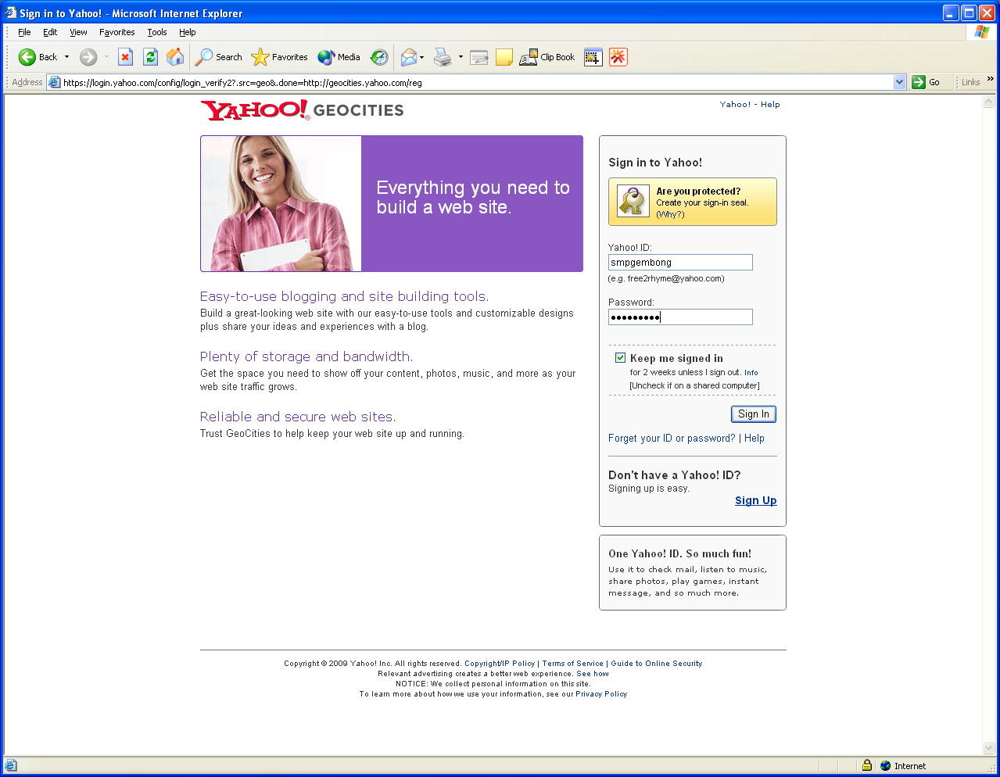 Sign in to Yahoo! - Microsoft Internet Explorer
File Edit View Favorites Tools Help
Back Search Favorites Media Clip Book
Address https://login.yahoo.com/config/login_verify2?.src=geo&.done=http://geocities.yahoo.com/reg Go Links »
YAHOO!® GEOCITIES
Yahoo! - Help
Everything you need to
build a web site.
Easy-to-use blogging and site building tools.
Build a great-looking web site with our easy-to-use tools and customizable designs
plus share your ideas and experiences with a blog.
Plenty of storage and bandwidth.
Get the space you need to show off your content, photos, music, and more as your
web site traffic grows.
Reliable and secure web sites.
Trust GeoCities to help keep your web site up and running.
Sign in to Yahoo!
Are you protected?
Create your sign-in seal.
(Why?)
Yahoo! ID:
smpgembong
(e.g. free2rhyme@yahoo.com)
Password:
●●●●●●●●●
Keep me signed in
for 2 weeks unless I sign out. Info
[Uncheck if on a shared computer]
Sign In
Forget your ID or password? | Help
Don't have a Yahoo! ID?
Signing up is easy.
Sign Up
One Yahoo! ID. So much fun!
Use it to check mail, listen to music,
share photos, play games, instant
message, and so much more.
Copyright © 2009 Yahoo! Inc. All rights reserved. Copyright/IP Policy | Terms of Service | Guide to Online Security
Relevant advertising creates a better web experience. See how
NOTICE: We collect personal information on this site.
To learn more about how we use your information, see our Privacy Policy
Internet